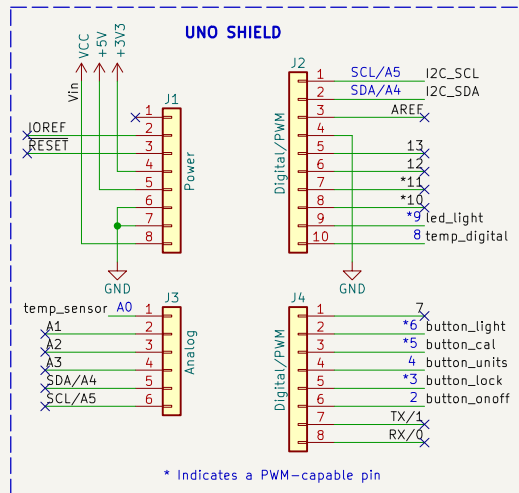 UNO SHIELD
VCC
+5V
+3V3
Vin
J1
1
IOREF 2
RESET 3
4
5
6
7
8
Power
GND
J2
1 SCL/A5 I2C_SCL
2 SDA/A4 I2C_SDA
3 AREF
4
5 13
6 12
7 *11
8 *10
9 *9 led_light
10 8 temp_digital
Digital/PWM
GND
J3
temp_sensor A0 1
A1 2
A2 3
A3 4
SDA/A4 5
SCL/A5 6
Analog
J4
1 7
2 *6 button_light
3 *5 button_cal
4 4 button_units
5 *3 button_lock
6 2 button_onoff
7 TX/1
8 RX/0
Digital/PWM
* Indicates a PWM-capable pin